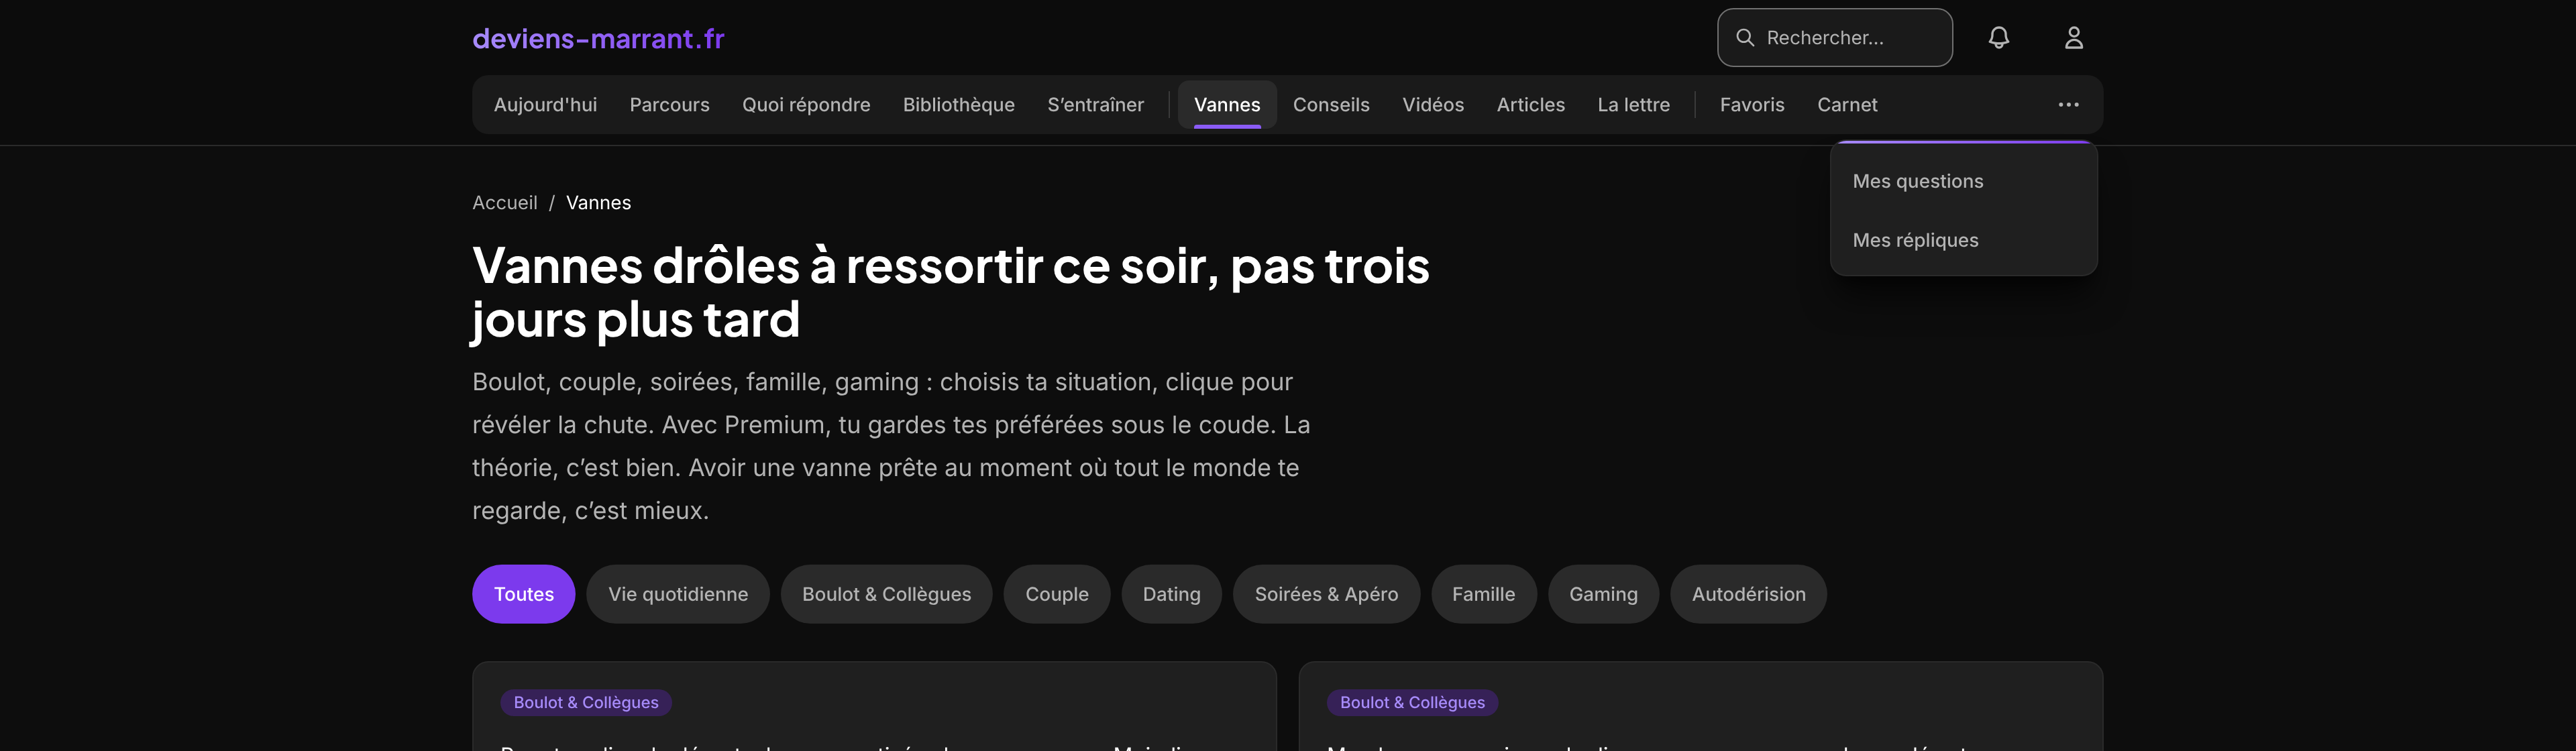 deviens-marrant.fr
Rechercher...
Aujourd'hui Parcours Quoi répondre Bibliothèque S’entraîner Vannes Conseils Vidéos Articles La lettre Favoris Carnet
Mes questions
Mes répliques
Accueil / Vannes
Vannes drôles à ressortir ce soir, pas trois
jours plus tard
Boulot, couple, soirées, famille, gaming : choisis ta situation, clique pour
révéler la chute. Avec Premium, tu gardes tes préférées sous le coude. La
théorie, c’est bien. Avoir une vanne prête au moment où tout le monde te
regarde, c’est mieux.
Toutes Vie quotidienne Boulot & Collègues Couple Dating Soirées & Apéro Famille Gaming Autodérision
Boulot & Collègues
Boulot & Collègues